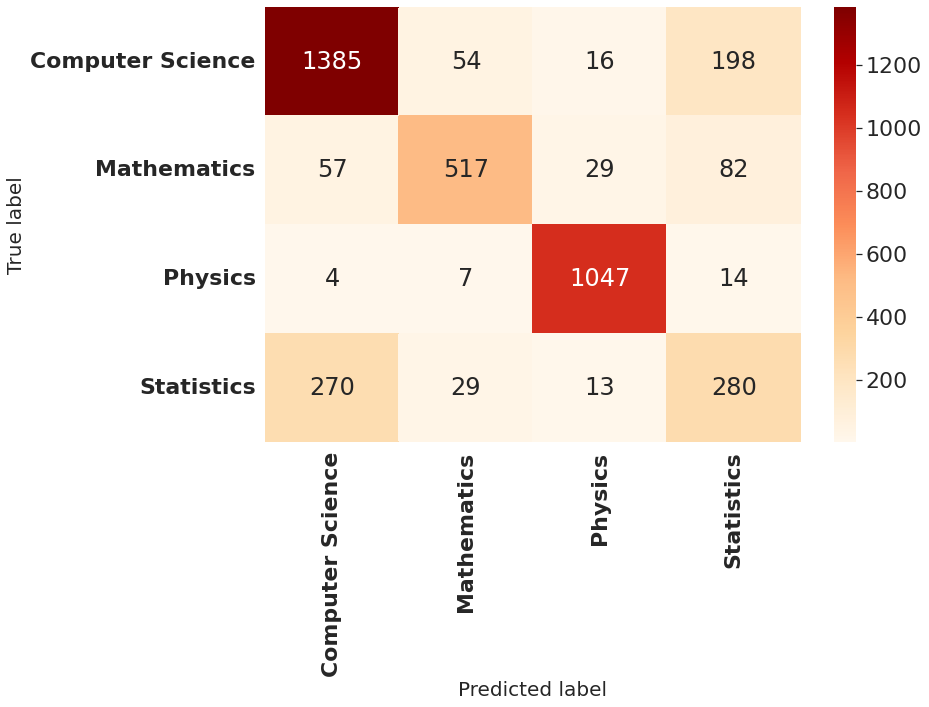 Computer Science 1385 54 16 198
Mathematics 57 517 29 82
Physics 4 7 1047 14
Statistics 270 29 13 280
Computer Science Mathematics Physics Statistics
True label
Predicted label
1200
1000
800
600
400
200